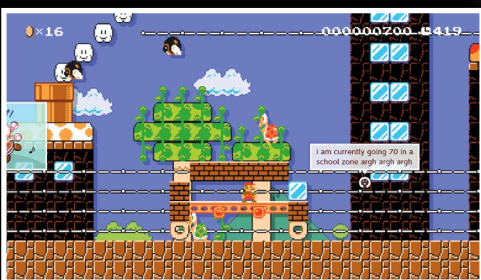 ×16
000000700 419
i am currently going 70 in a
school zone argh argh argh